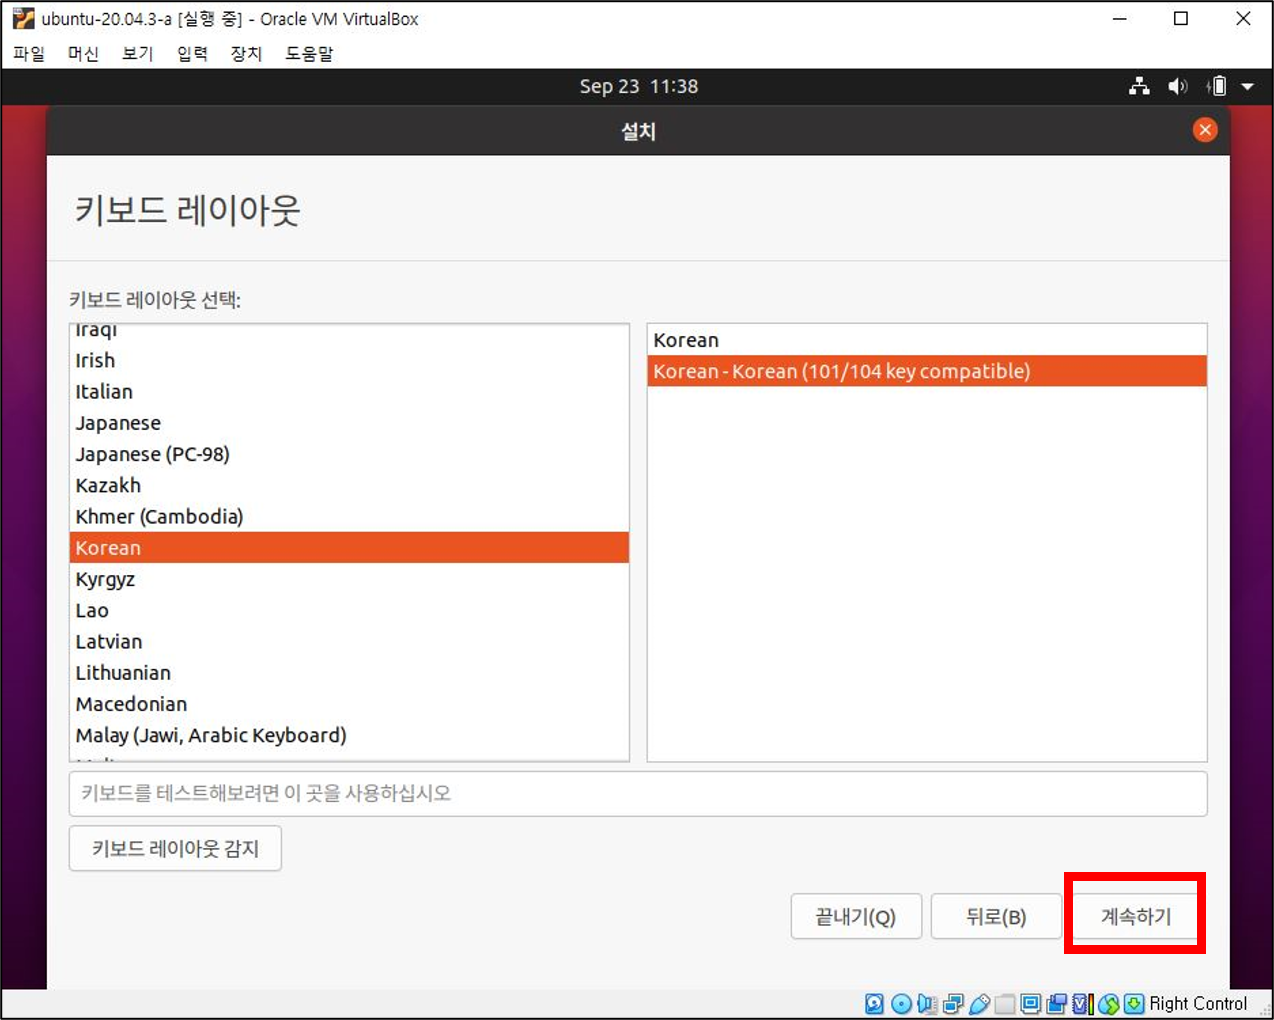 ubuntu-20.04.3-a [실행 중] - Oracle VM VirtualBox
파일 머신 보기 입력 장치 도움말
Sep 23 11:38
설치
키보드 레이아웃
키보드 레이아웃 선택:
Iraqi
Irish
Italian
Japanese
Japanese (PC-98)
Kazakh
Khmer (Cambodia)
Korean
Kyrgyz
Lao
Latvian
Lithuanian
Macedonian
Malay (Jawi, Arabic Keyboard)
Korean
Korean - Korean (101/104 key compatible)
키보드를 테스트해보려면 이 곳을 사용하십시오
키보드 레이아웃 감지
끝내기(Q) 뒤로(B) 계속하기
Right Control